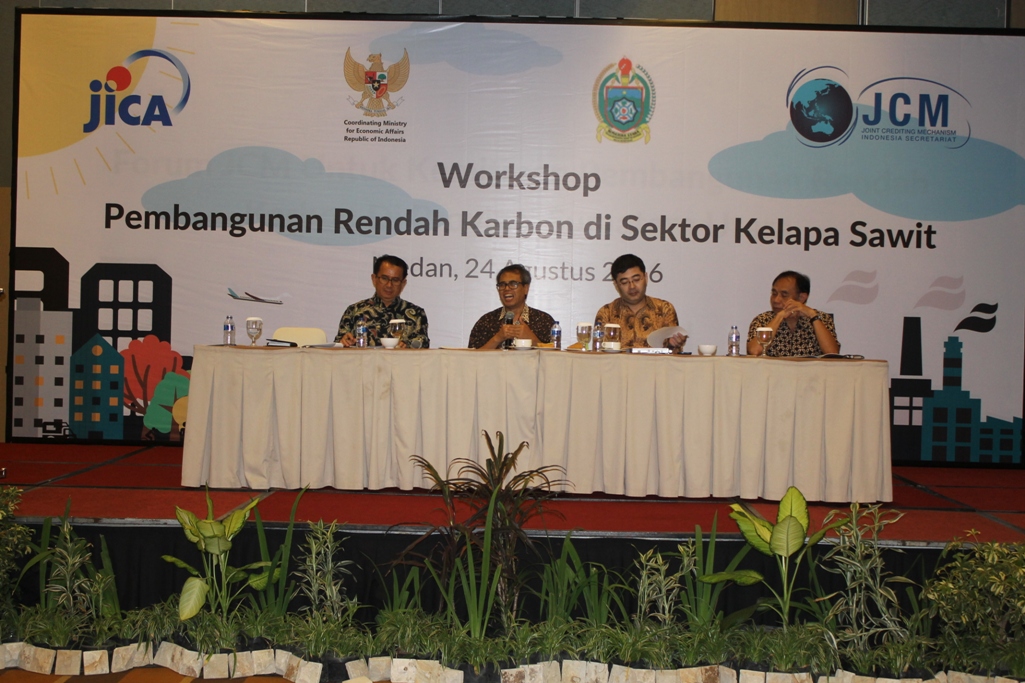 JICA
Coordinating Ministry
for Economic Affairs
Republic of Indonesia
JCM
JOINT CREDITING MECHANISM
INDONESIA SECRETARIAT
Workshop
Pembangunan Rendah Karbon di Sektor Kelapa Sawit
24 Agustus